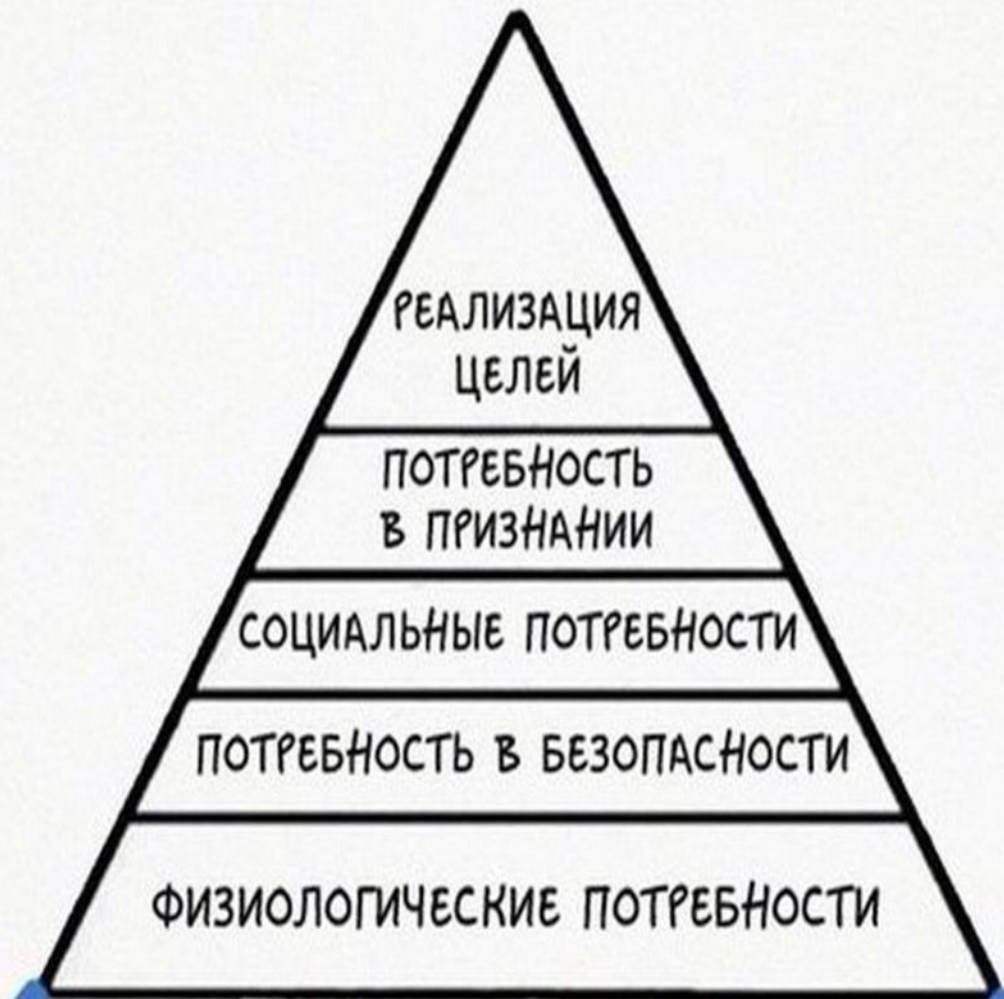 РЕАЛИЗАЦИЯ
ЦЕЛЕЙ
ПОТРЕБНОСТЬ
В ПРИЗНАНИИ
СОЦИАЛЬНЫЕ ПОТРЕБНОСТИ
ПОТРЕБНОСТЬ В БЕЗОПАСНОСТИ
ФИЗИОЛОГИЧЕСКИЕ ПОТРЕБНОСТИ